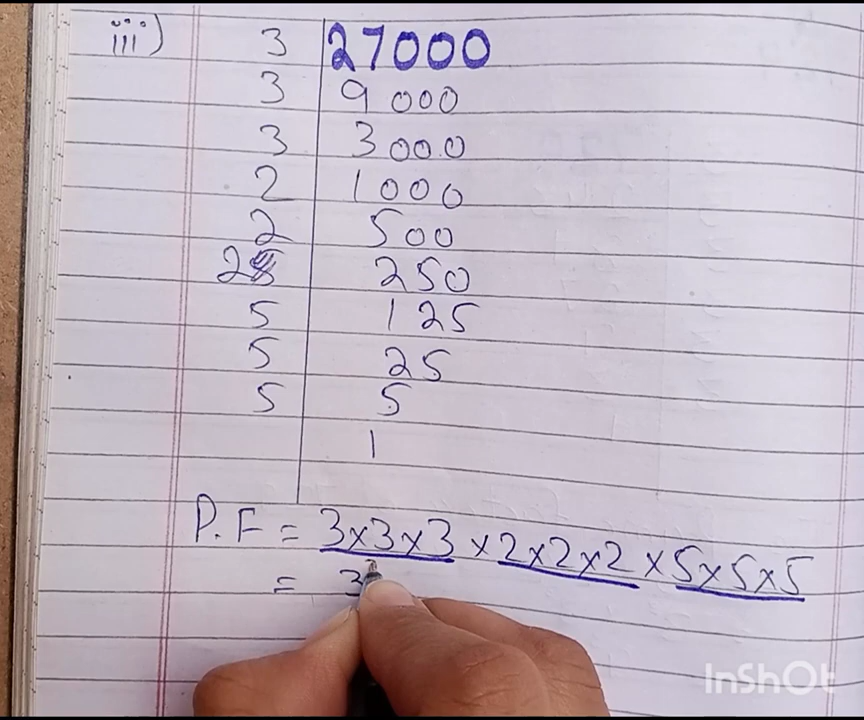 iii) 3 | 27000
3 | 9000
3 | 3000
2 | 1000
2 | 500
2 | 250
5 | 125
5 | 25
5 | 5
1
P.F = 3x3x3 x 2x2x2 x 5x5x5
= 3
InShOt